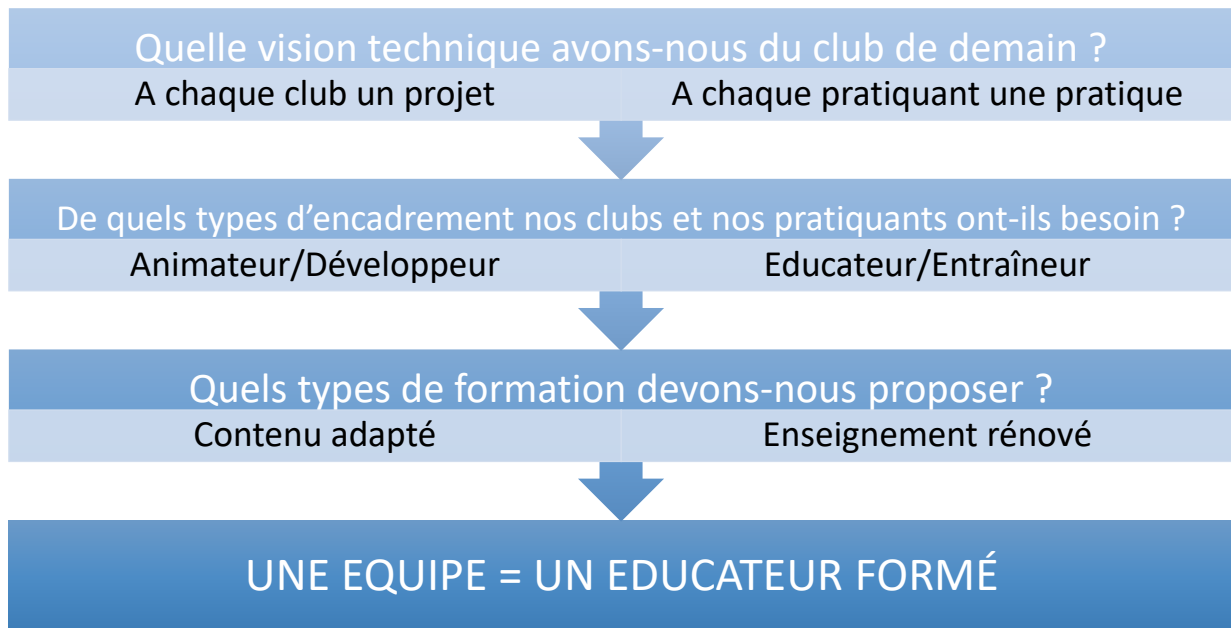 Quelle vision technique avons-nous du club de demain ?
A chaque club un projet
A chaque pratiquant une pratique
De quels types d’encadrement nos clubs et nos pratiquants ont-ils besoin ?
Animateur/Développeur
Educateur/Entraîneur
Quels types de formation devons-nous proposer ?
Contenu adapté
Enseignement rénové
UNE EQUIPE = UN EDUCATEUR FORMÉ